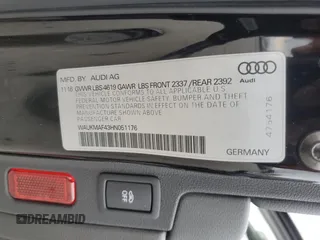 MFD. BY AUDI AG
11.16 GVWR LBS 4619 GAWR LBS FRONT 2337 / REAR 2392
VEHICLE CONFORMS TO ALL APPLICABLE U.S.
FEDERAL MOTOR VEHICLE SAFETY, BUMPER AND THEFT
PREVENTION STANDARDS IN EFFECT ON THE DATE OF
MANUFACTURE SHOWN ABOVE
PASSENGER CAR
WAUKMAF43HN051176
Audi
GERMANY
OFF
DREAMBID